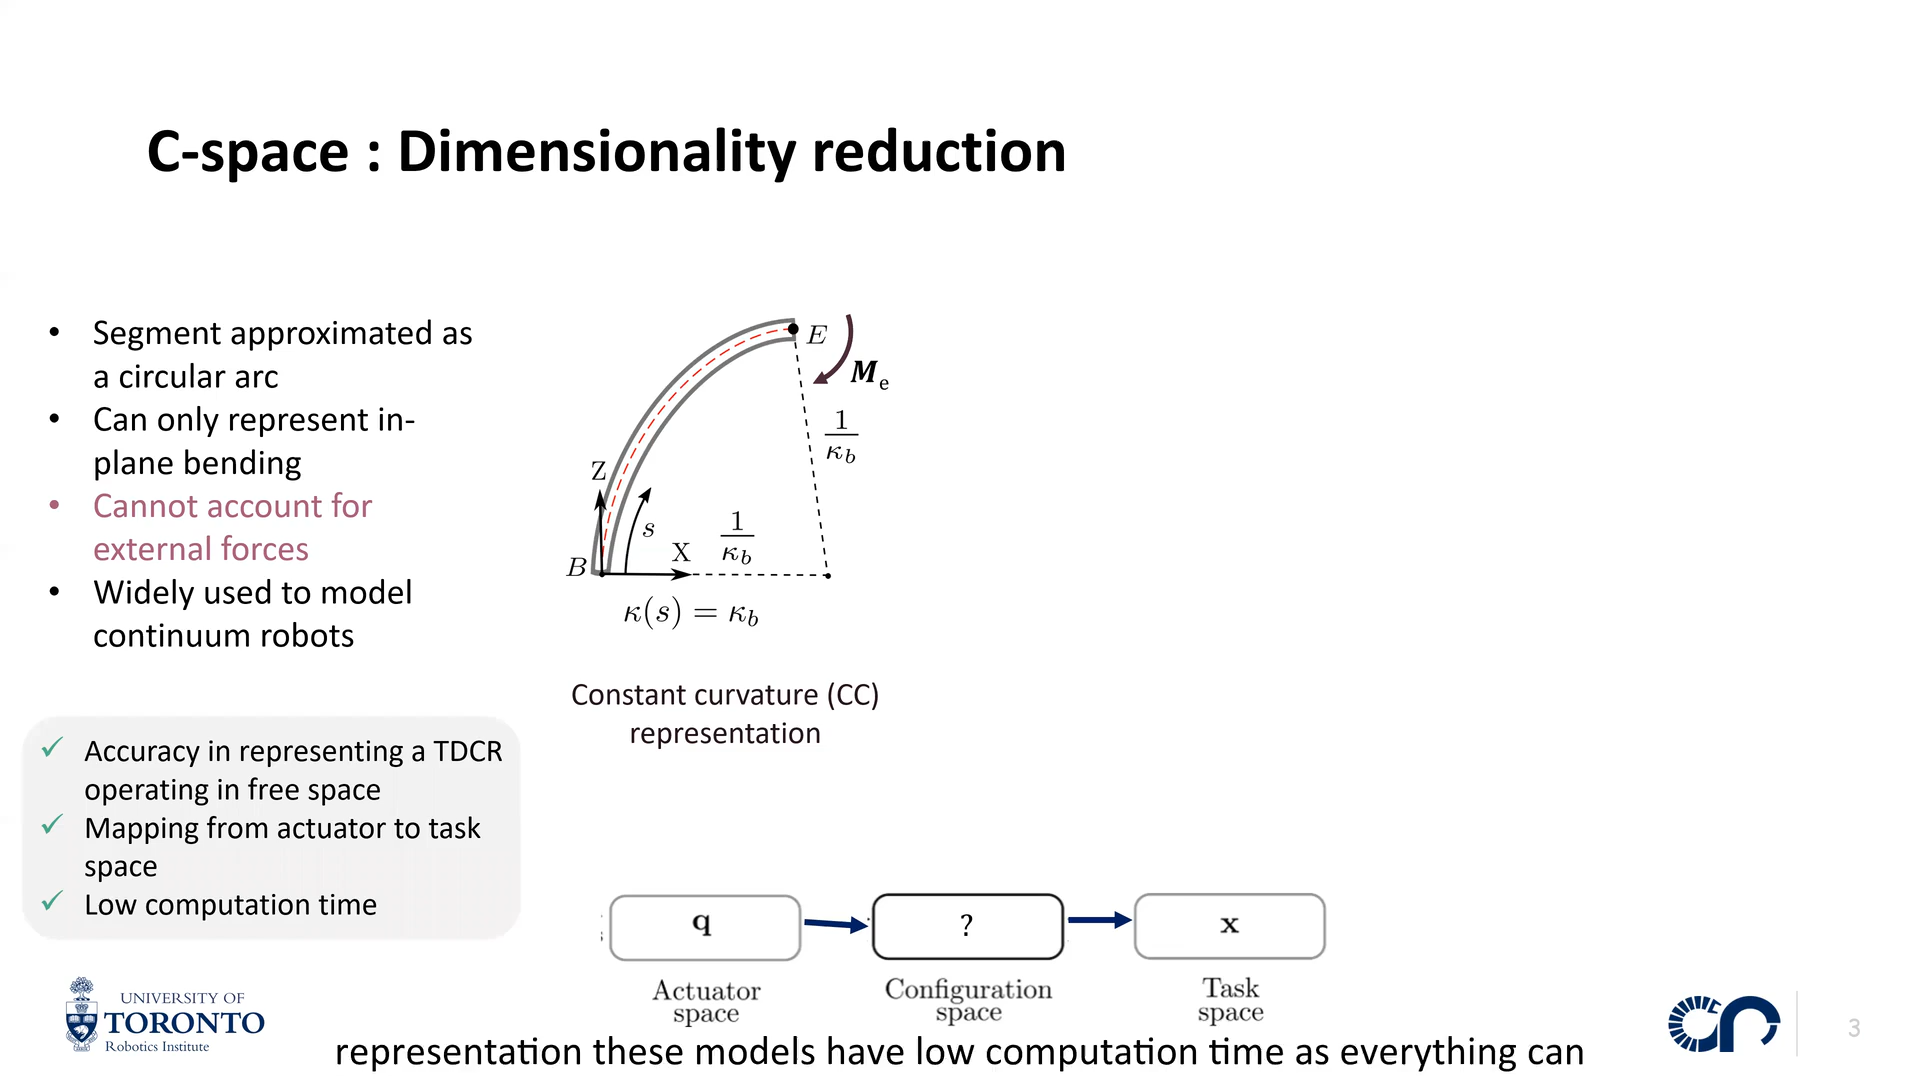 C-space : Dimensionality reduction
• Segment approximated as
a circular arc
• Can only represent in-
plane bending
• Cannot account for
external forces
• Widely used to model
continuum robots
✓ Accuracy in representing a TDCR
operating in free space
✓ Mapping from actuator to task
space
✓ Low computation time
E
M_e
1/κ_b
Z
s
1/κ_b
X
B
κ(s) = κ_b
Constant curvature (CC)
representation
q
?
x
Actuator
space
Configuration
space
Task
space
UNIVERSITY OF
TORONTO
Robotics Institute
3
representation these models have low computation time as everything can